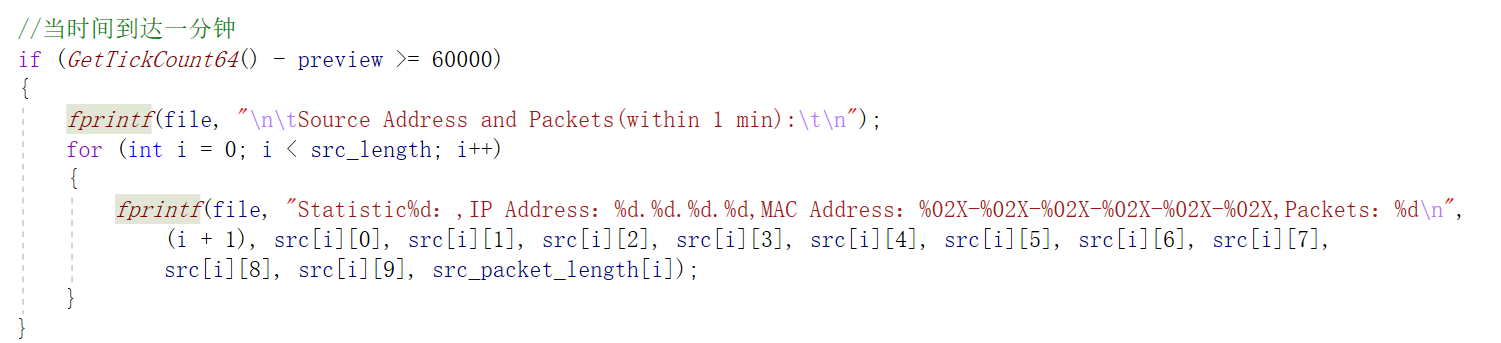 //当时间到达一分钟
if (GetTickCount64() - preview >= 60000)
{
fprintf(file, "\n\tSource Address and Packets(within 1 min):\t\n");
for (int i = 0; i < src_length; i++)
{
fprintf(file, "Statistic%d：,IP Address：%d.%d.%d.%d,MAC Address：%02X-%02X-%02X-%02X-%02X-%02X,Packets：%d\n",
(i + 1), src[i][0], src[i][1], src[i][2], src[i][3], src[i][4], src[i][5], src[i][6], src[i][7],
src[i][8], src[i][9], src_packet_length[i]);
}
}